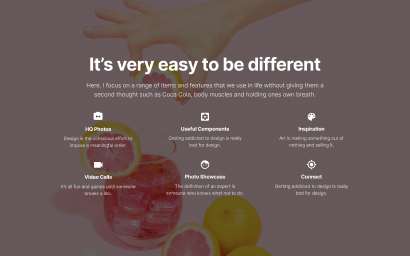 It's very easy to be different
Here, I focus on a range of items and features that we use in life without giving them a
second thought such as Coca Cola, body muscles and holding ones own breath.
HQ Photos
Design is the conscious effort to
impose a meaningful order.
Useful Components
Getting addicted to design is really
bad for design.
Inspiration
Art is making something out of
nothing and selling it.
Video Calls
It's all fun and games until someone
breaks a nail.
Photo Showcase
The definition of an expert is
someone who knows what not to do.
Connect
Getting addicted to design is really
bad for design.